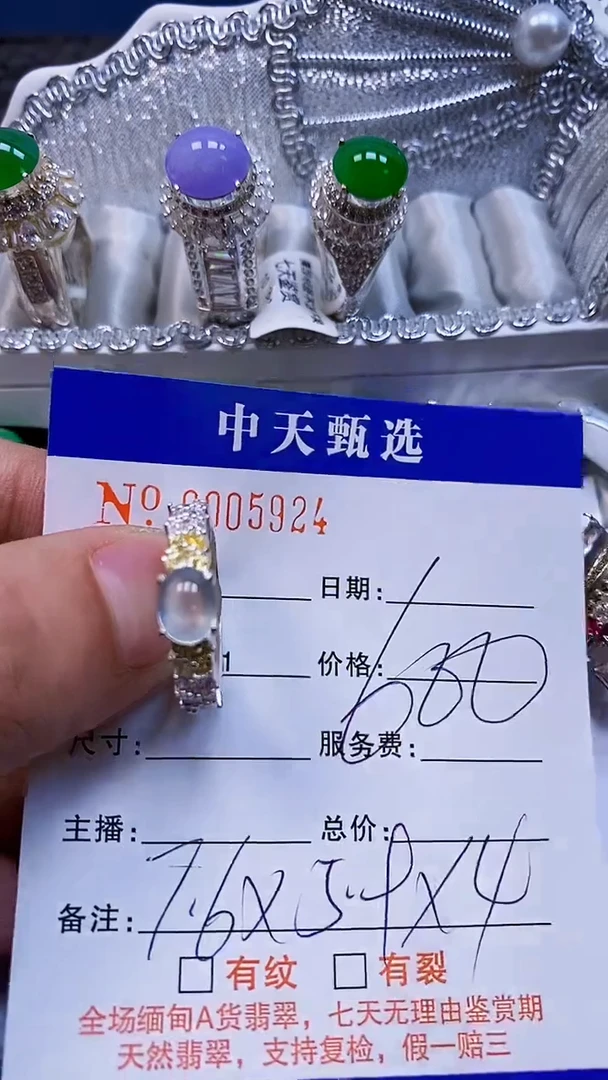 中天甄选
No. 0005924
日期:
1 价格: 680
尺寸: 服务费:
主播: 总价:
备注: 7.6X5.9X4
有纹 有裂
全场缅甸A货翡翠，七天无理由鉴赏期
天然翡翠，支持复检，假一赔三